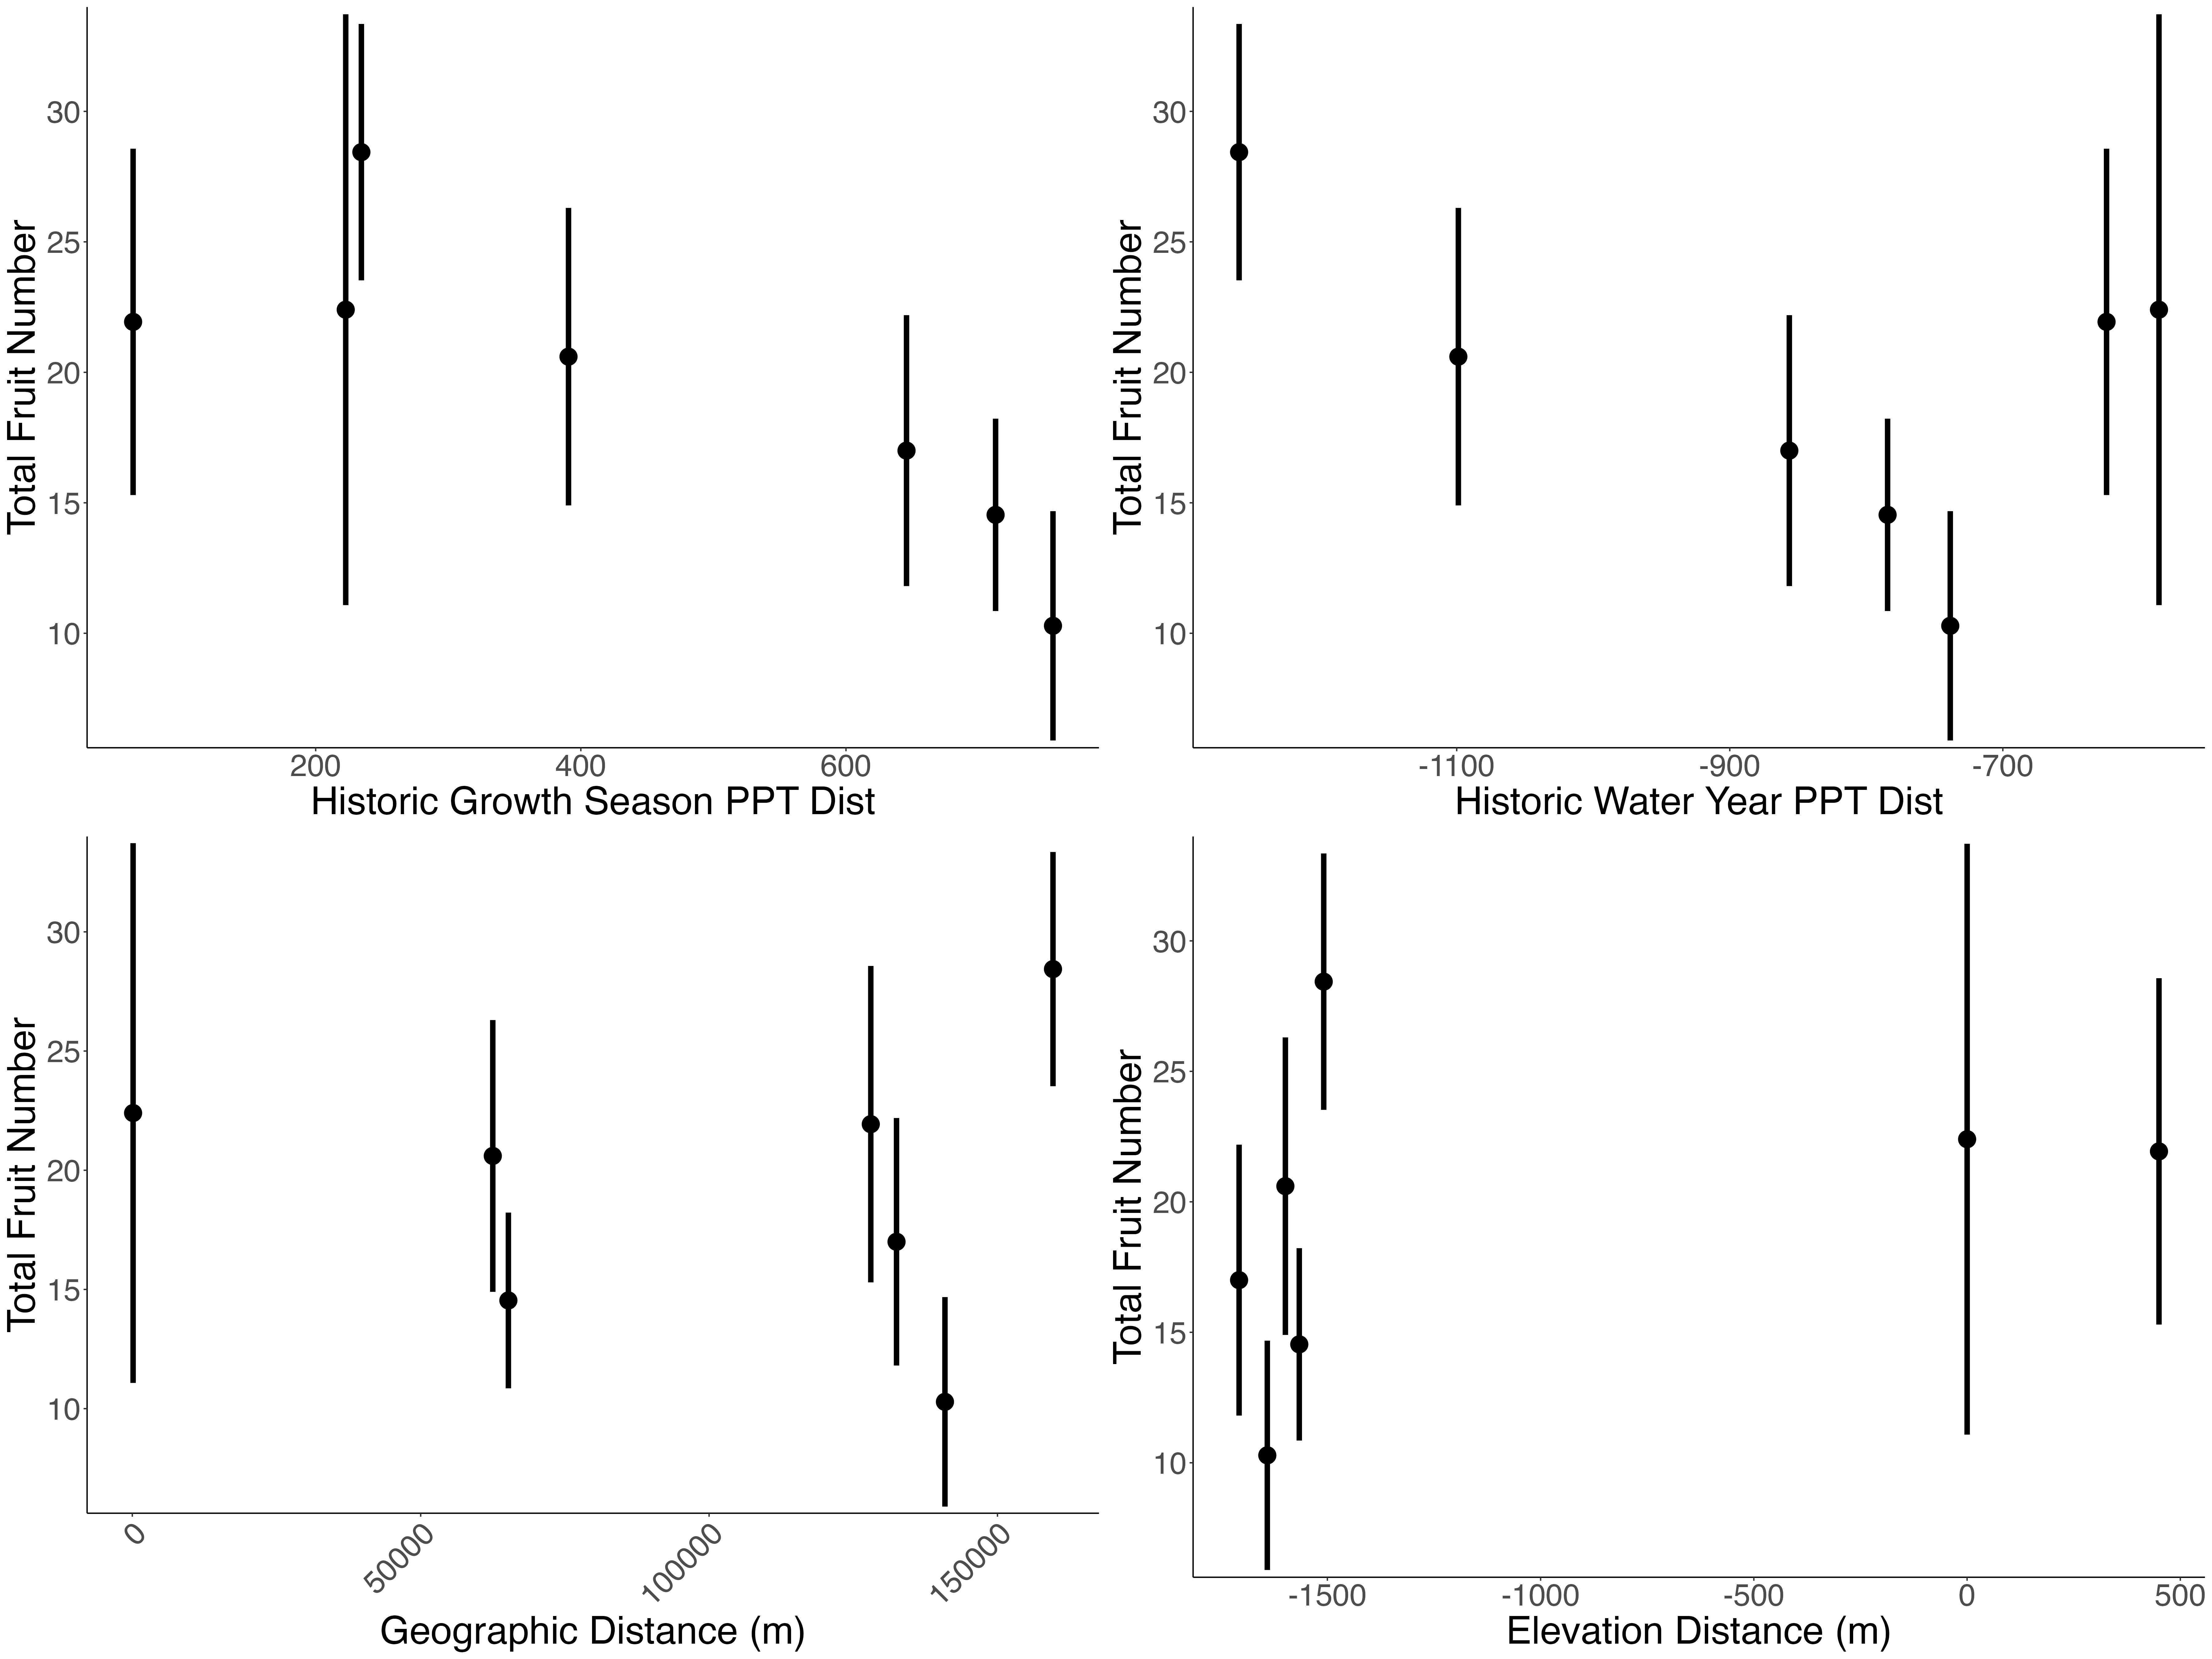 Total Fruit Number
30
25
20
15
10
200 400 600
Historic Growth Season PPT Dist
Total Fruit Number
30
25
20
15
10
-1100 -900 -700
Historic Water Year PPT Dist
Total Fruit Number
30
25
20
15
10
0 50000 100000 150000
Geographic Distance (m)
Total Fruit Number
30
25
20
15
10
-1500 -1000 -500 0 500
Elevation Distance (m)